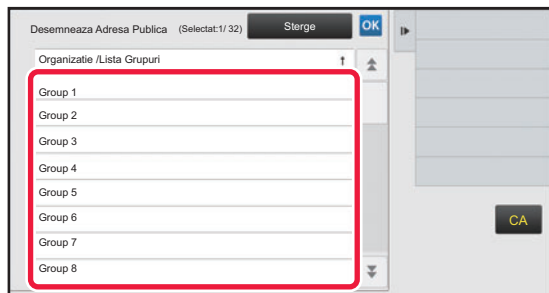 Desemneaza Adresa Publica (Selectat:1/ 32) Sterge OK
Organizatie /Lista Grupuri
Group 1
Group 2
Group 3
Group 4
Group 5
Group 6
Group 7
Group 8
CA